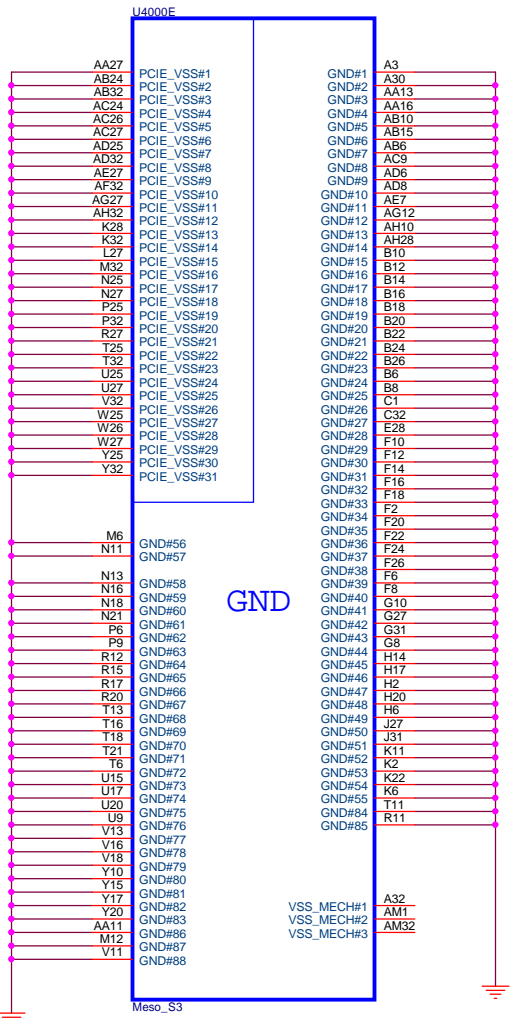 U4000E
AA27 PCIE_VSS#1 GND#1 A3
AB24 PCIE_VSS#2 GND#2 A30
AB32 PCIE_VSS#3 GND#3 AA13
AC24 PCIE_VSS#4 GND#4 AA16
AC26 PCIE_VSS#5 GND#5 AB10
AC27 PCIE_VSS#6 GND#6 AB15
AD25 PCIE_VSS#7 GND#7 AB6
AD32 PCIE_VSS#8 GND#8 AC9
AE27 PCIE_VSS#9 GND#9 AD6
AF32 PCIE_VSS#10 GND#10 AD8
AG27 PCIE_VSS#11 GND#11 AE7
AH32 PCIE_VSS#12 GND#12 AG12
K28 PCIE_VSS#13 GND#13 AH10
K32 PCIE_VSS#14 GND#14 AH28
L27 PCIE_VSS#15 GND#15 B10
M32 PCIE_VSS#16 GND#16 B12
N25 PCIE_VSS#17 GND#17 B14
N27 PCIE_VSS#18 GND#18 B16
P25 PCIE_VSS#19 GND#19 B18
P32 PCIE_VSS#20 GND#20 B20
R27 PCIE_VSS#21 GND#21 B22
T25 PCIE_VSS#22 GND#22 B24
T32 PCIE_VSS#23 GND#23 B26
U25 PCIE_VSS#24 GND#24 B6
U27 PCIE_VSS#25 GND#25 B8
V32 PCIE_VSS#26 GND#26 C1
W25 PCIE_VSS#27 GND#27 C32
W26 PCIE_VSS#28 GND#28 E28
W27 PCIE_VSS#29 GND#29 F10
Y25 PCIE_VSS#30 GND#30 F12
Y32 PCIE_VSS#31 GND#31 F14
GND#32 F16
GND#33 F18
GND#34 F2
GND#35 F20
M6 GND#56 GND#36 F22
N11 GND#57 GND#37 F24
GND#38 F26
N13 GND#58 GND#39 F6
N16 GND#59 GND#40 F8
N18 GND#60 GND#41 G10
GND
N21 GND#61 GND#42 G27
P6 GND#62 GND#43 G31
P9 GND#63 GND#44 G8
R12 GND#64 GND#45 H14
R15 GND#65 GND#46 H17
R17 GND#66 GND#47 H2
R20 GND#67 GND#48 H20
T13 GND#68 GND#49 H6
T16 GND#69 GND#50 J27
T18 GND#70 GND#51 J31
T21 GND#71 GND#52 K11
T6 GND#72 GND#53 K2
U15 GND#73 GND#54 K22
U17 GND#74 GND#55 K6
U20 GND#75 GND#84 T11
U9 GND#76 GND#85 R11
V13 GND#77
V16 GND#78
V18 GND#79
Y10 GND#80
Y15 GND#81
Y17 GND#82 VSS_MECH#1 A32
Y20 GND#83 VSS_MECH#2 AM1
AA11 GND#86 VSS_MECH#3 AM32
M12 GND#87
V11 GND#88
Meso_S3